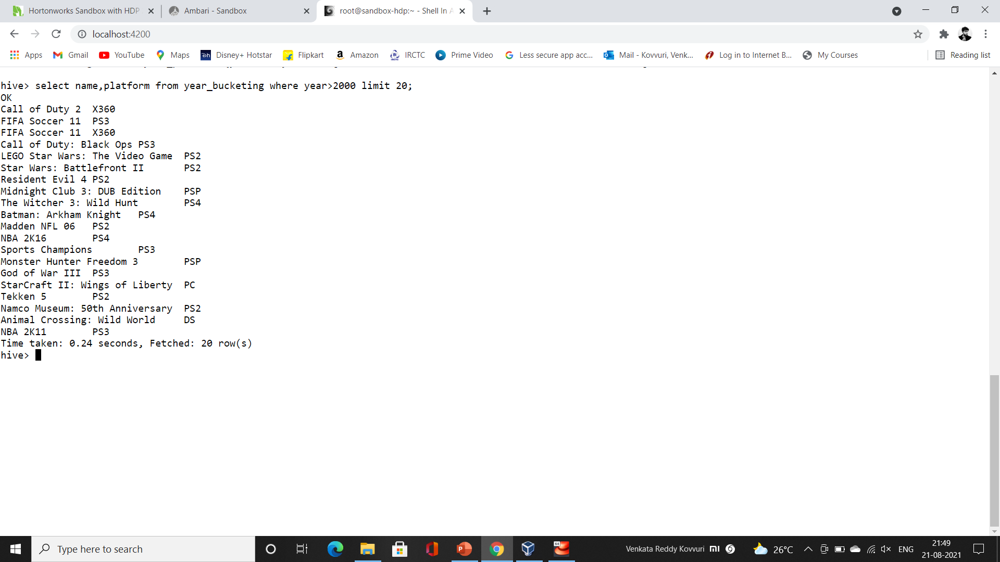 Hortonworks Sandbox with HDP
Ambari - Sandbox
root@sandbox-hdp:~ - Shell In A
localhost:4200
Apps
Gmail
YouTube
Maps
Disney+ Hotstar
Flipkart
Amazon
IRCTC
Prime Video
Less secure app acc...
Mail - Kovvuri, Venk...
Log in to Internet B...
My Courses
Reading list
hive> select name,platform from year_bucketing where year>2000 limit 20;
OK
Call of Duty 2 X360
FIFA Soccer 11 PS3
FIFA Soccer 11 X360
Call of Duty: Black Ops PS3
LEGO Star Wars: The Video Game PS2
Star Wars: Battlefront II PS2
Resident Evil 4 PS2
Midnight Club 3: DUB Edition PSP
The Witcher 3: Wild Hunt PS4
Batman: Arkham Knight PS4
Madden NFL 06 PS2
NBA 2K16 PS4
Sports Champions PS3
Monster Hunter Freedom 3 PSP
God of War III PS3
StarCraft II: Wings of Liberty PC
Tekken 5 PS2
Namco Museum: 50th Anniversary PS2
Animal Crossing: Wild World DS
NBA 2K11 PS3
Time taken: 0.24 seconds, Fetched: 20 row(s)
hive>
Type here to search
Venkata Reddy Kovvuri
26°C
ENG
21:49
21-08-2021